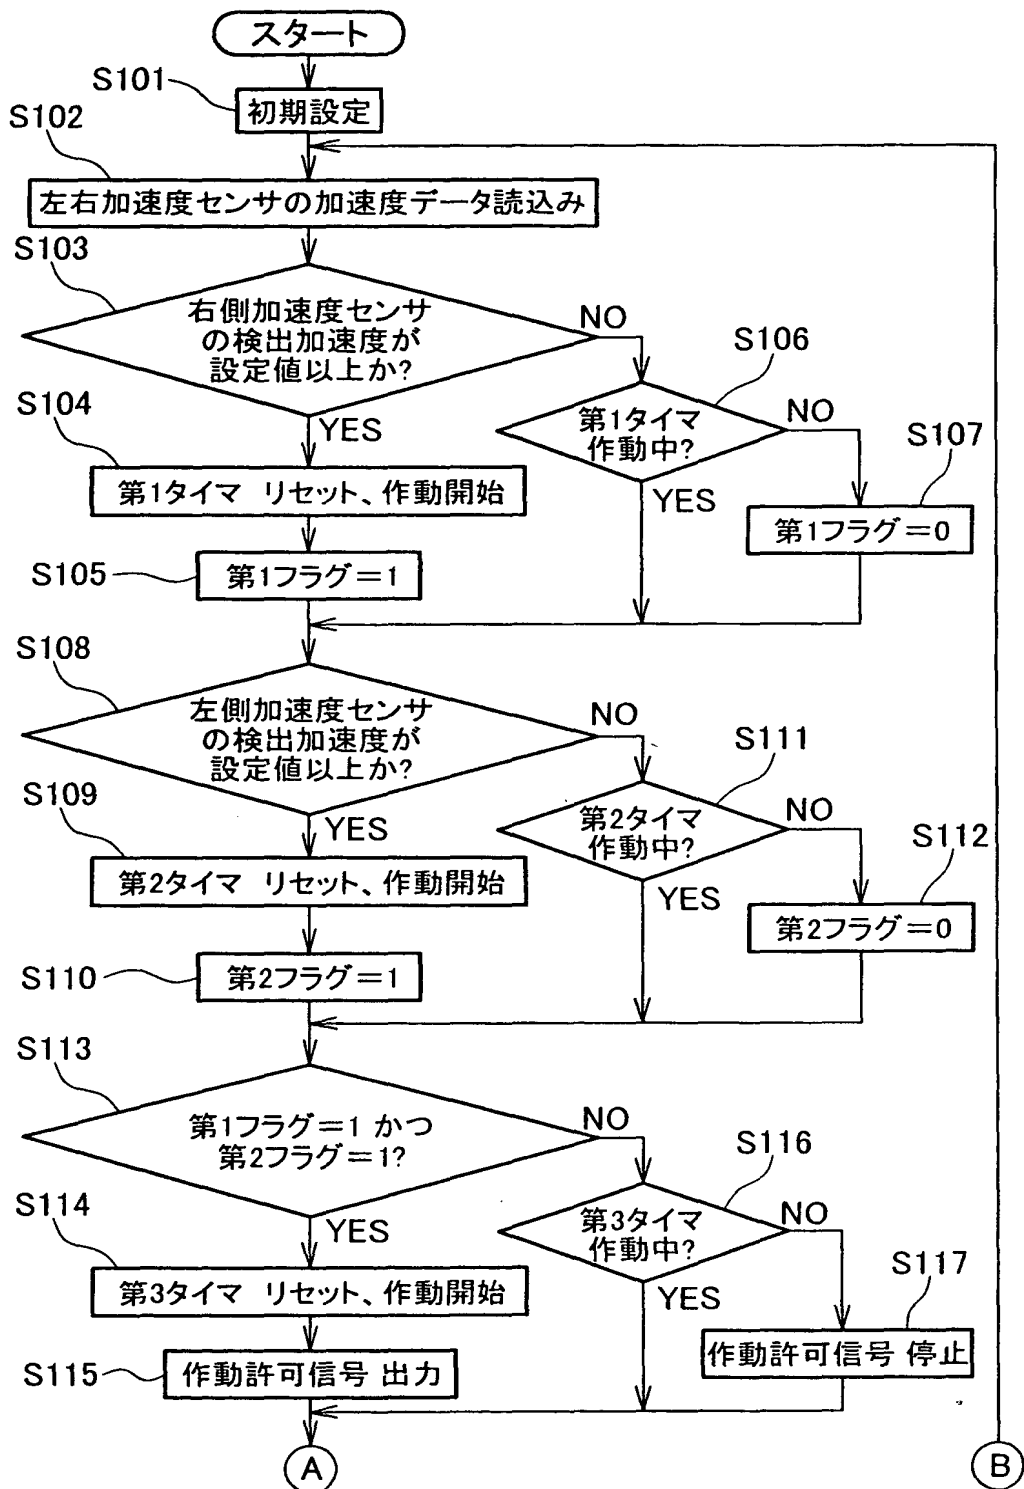 スタート
S101
初期設定
S102
左右加速度センサの加速度データ読込み
S103
右側加速度センサ
の検出加速度が
設定値以上か?
NO
S106
第1タイマ
作動中?
NO
S107
第1フラグ=0
YES
S104
YES
第1タイマ リセット、作動開始
S105
第1フラグ=1
S108
左側加速度センサ
の検出加速度が
設定値以上か?
NO
S111
第2タイマ
作動中?
NO
S112
第2フラグ=0
YES
S109
YES
第2タイマ リセット、作動開始
S110
第2フラグ=1
S113
第1フラグ=1 かつ
第2フラグ=1?
NO
S116
第3タイマ
作動中?
NO
S117
作動許可信号 停止
YES
S114
YES
第3タイマ リセット、作動開始
S115
作動許可信号 出力
A
B